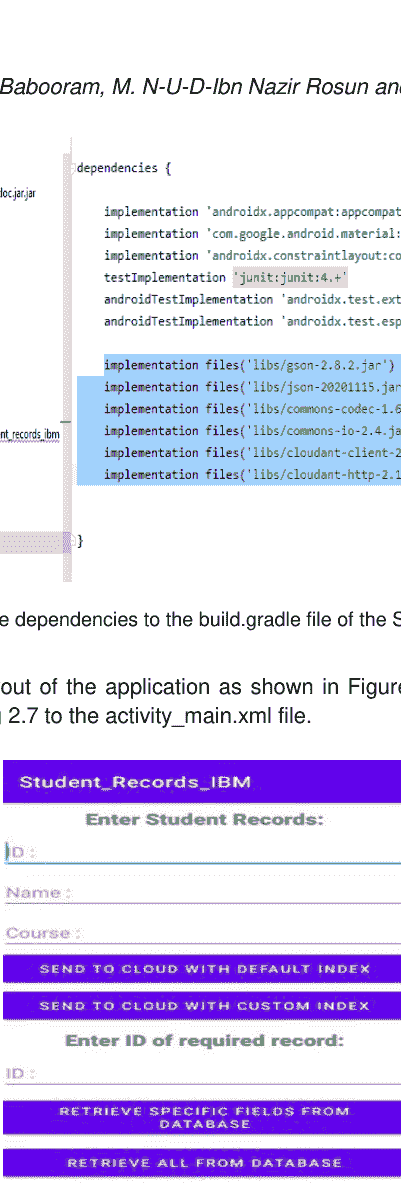 Babooram, M. N-U-D-Ibn Nazir Rosun and
doc.jar.jar
dependencies {
implementation 'androidx.appcompat:appcompat
implementation 'com.google.android.material:
implementation 'androidx.constraintlayout:co
testImplementation 'junit:junit:4.+'
androidTestImplementation 'androidx.test.ext
androidTestImplementation 'androidx.test.esp
implementation files('libs/gson-2.8.2.jar')
implementation files('libs/json-20201115.jar
implementation files('libs/commons-codec-1.6
implementation files('libs/commons-io-2.4.ja
nt_records_ibm
implementation files('libs/cloudant-client-2
implementation files('libs/cloudant-http-2.1
}
e dependencies to the build.gradle file of the S
out of the application as shown in Figure
g 2.7 to the activity_main.xml file.
Student_Records_IBM
Enter Student Records:
ID :
Name :
Course :
SEND TO CLOUD WITH DEFAULT INDEX
SEND TO CLOUD WITH CUSTOM INDEX
Enter ID of required record:
ID :
RETRIEVE SPECIFIC FIELDS FROM
DATABASE
RETRIEVE ALL FROM DATABASE